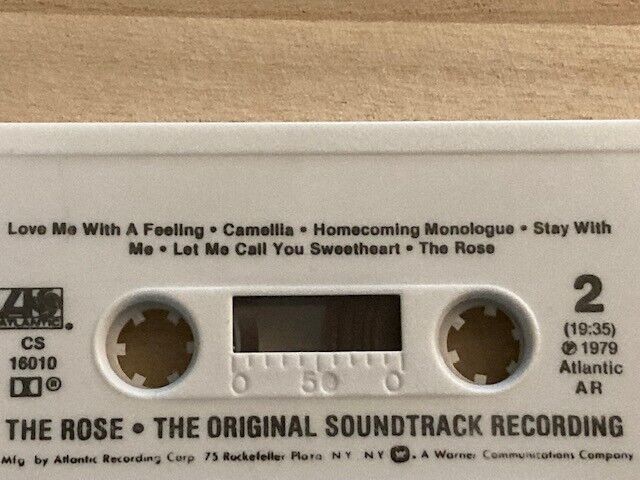 Love Me With A Feeling • Camellia • Homecoming Monologue • Stay With
Me • Let Me Call You Sweetheart • The Rose
ATLANTIC
CS
16010
®
2
(19:35)
℗ 1979
Atlantic
AR
0 50 0
THE ROSE • THE ORIGINAL SOUNDTRACK RECORDING
Mfg by Atlantic Recording Corp 75 Rockefeller Plaza NY NY W. A Warner Communications Company